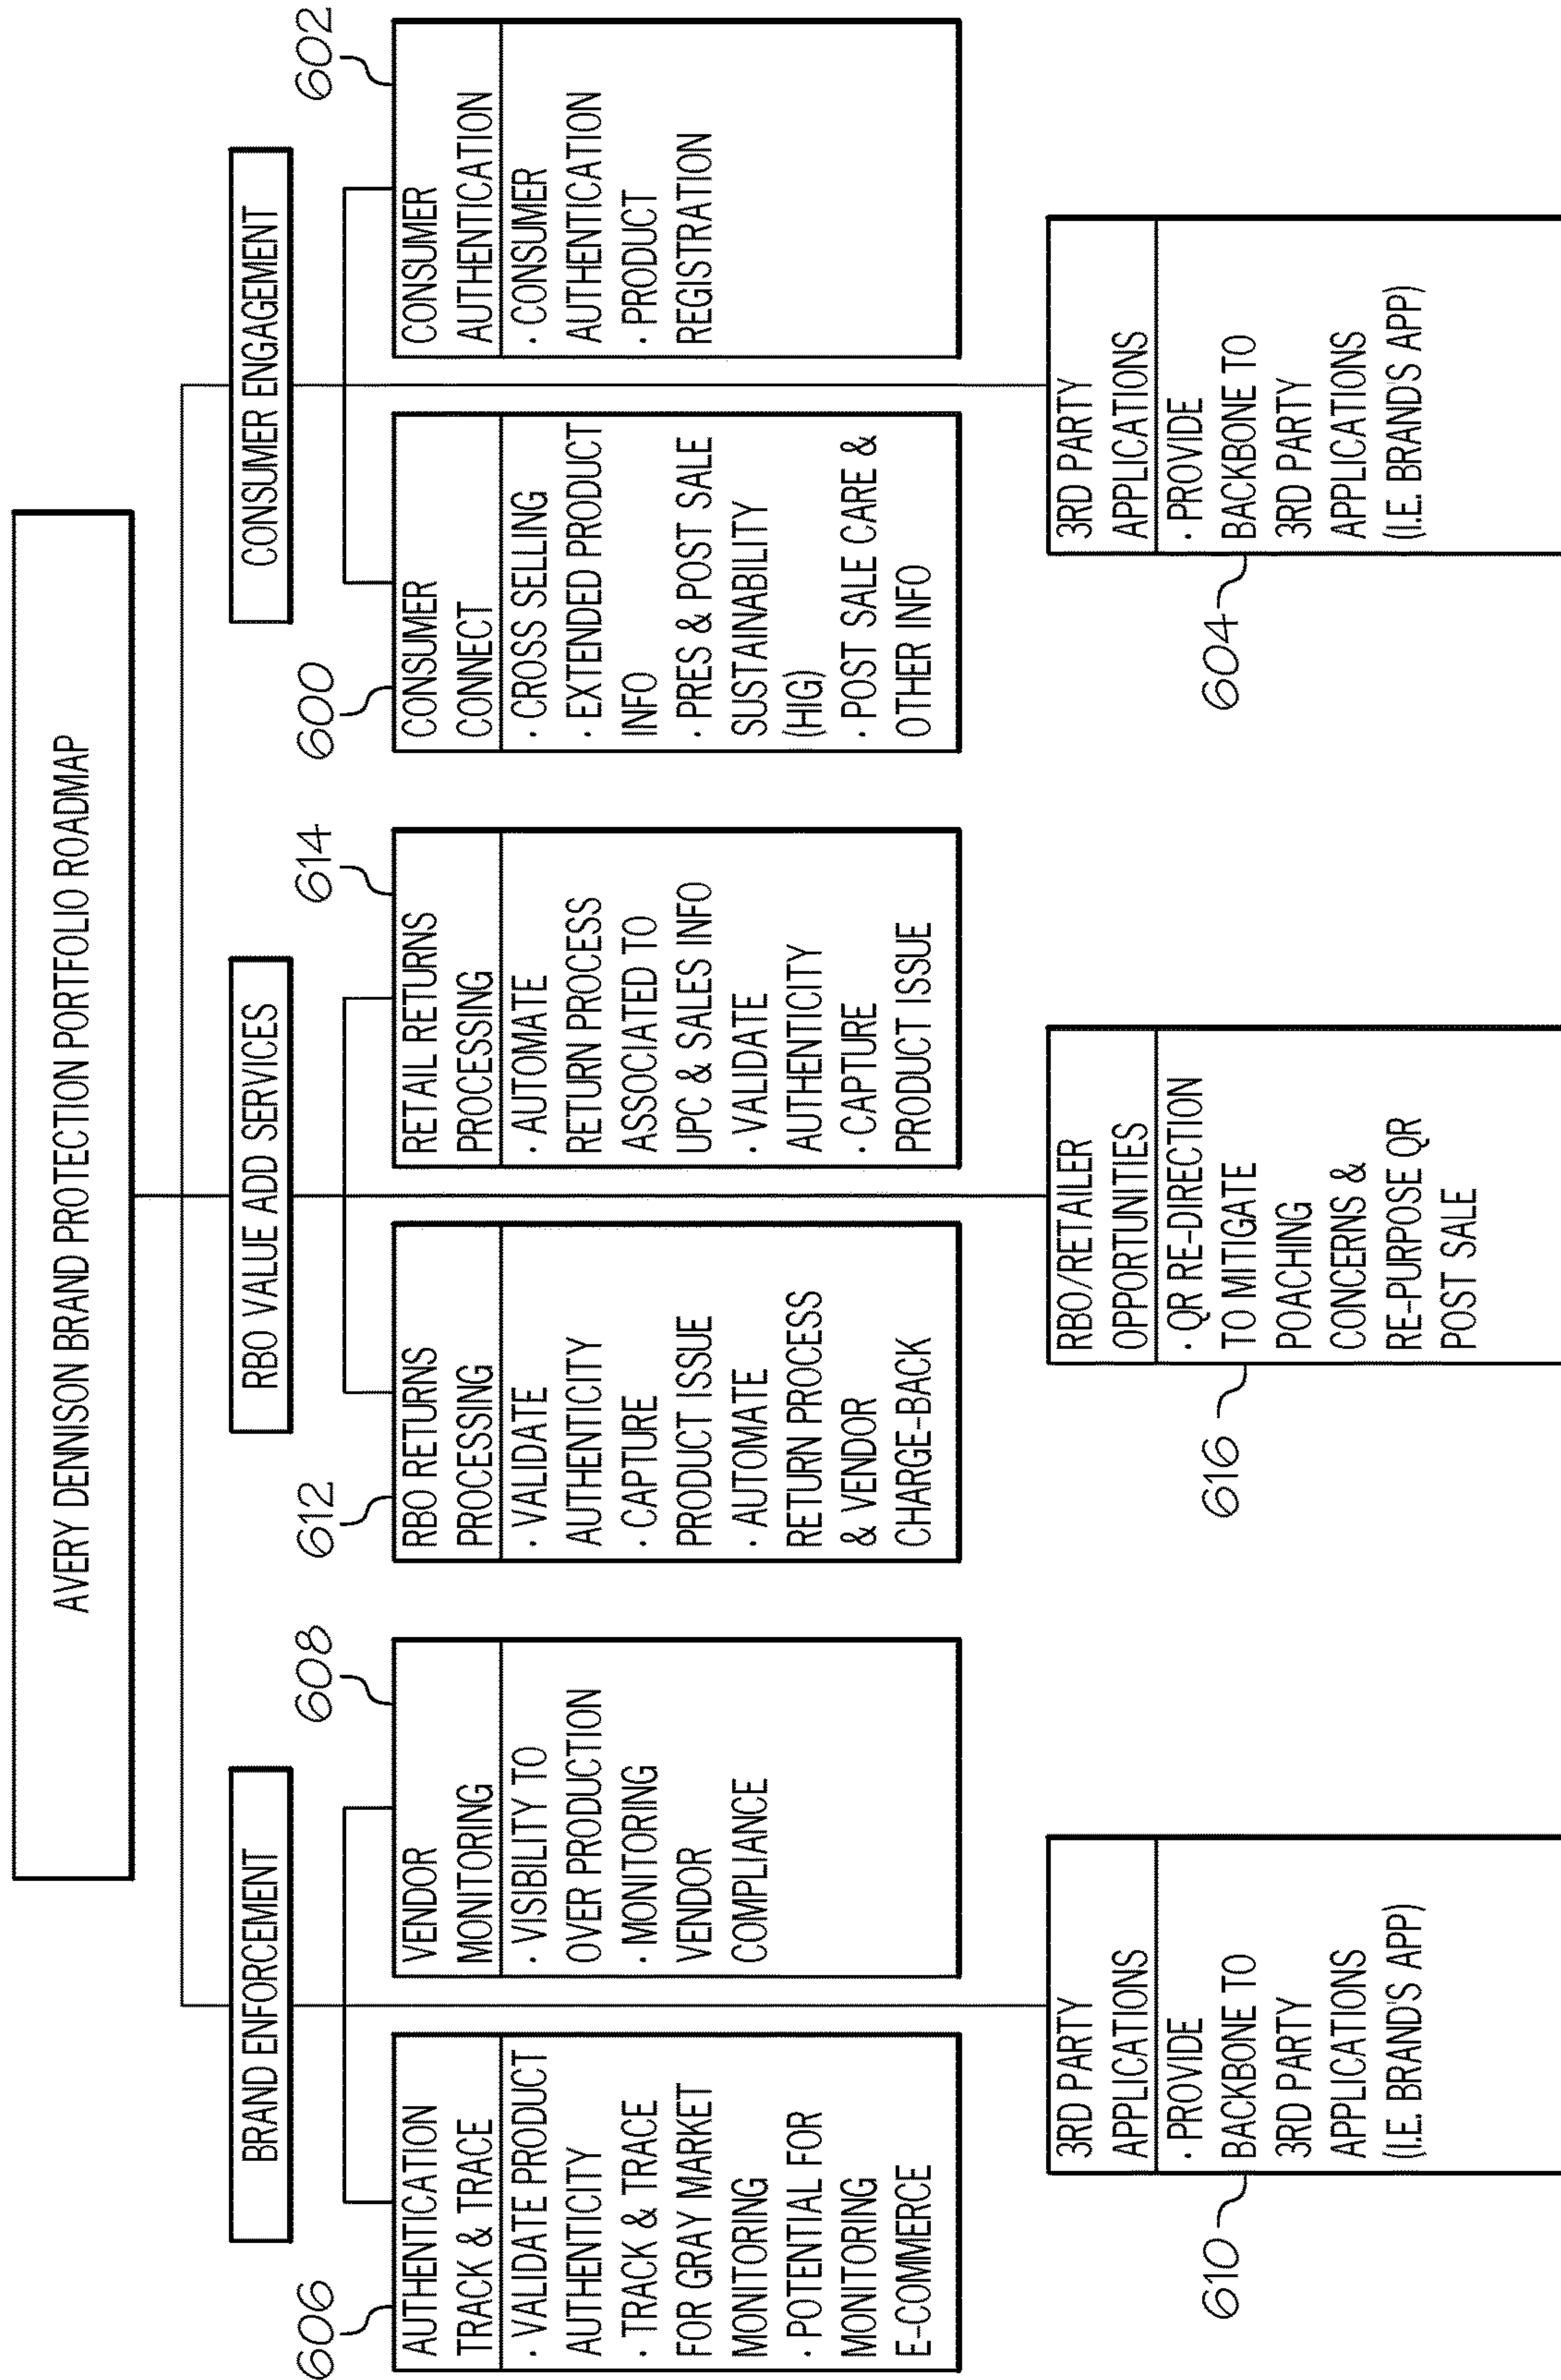 AVERY DENNISON BRAND PROTECTION PORTFOLIO ROADMAP
BRAND ENFORCEMENT
606
AUTHENTICATION
TRACK & TRACE
· VALIDATE PRODUCT
AUTHENTICITY
· TRACK & TRACE
FOR GRAY MARKET
MONITORING
· POTENTIAL FOR
MONITORING
E-COMMERCE
608
VENDOR
MONITORING
· VISIBILITY TO
OVER PRODUCTION
· MONITORING
VENDOR
COMPLIANCE
610
3RD PARTY
APPLICATIONS
· PROVIDE
BACKBONE TO
3RD PARTY
APPLICATIONS
(I.E. BRAND'S APP)
RBO VALUE ADD SERVICES
612
RBO RETURNS
PROCESSING
· VALIDATE
AUTHENTICITY
· CAPTURE
PRODUCT ISSUE
· AUTOMATE
RETURN PROCESS
& VENDOR
CHARGE-BACK
614
RETAIL RETURNS
PROCESSING
· AUTOMATE
RETURN PROCESS
ASSOCIATED TO
UPC & SALES INFO
· VALIDATE
AUTHENTICITY
· CAPTURE
PRODUCT ISSUE
616
RBO/RETAILER
OPPORTUNITIES
· QR RE-DIRECTION
TO MITIGATE
POACHING
CONCERNS &
RE-PURPOSE QR
POST SALE
CONSUMER ENGAGEMENT
600
CONSUMER
CONNECT
· CROSS SELLING
· EXTENDED PRODUCT
INFO
· PRES & POST SALE
SUSTAINABILITY
(HIG)
· POST SALE CARE &
OTHER INFO
602
CONSUMER
AUTHENTICATION
· CONSUMER
AUTHENTICATION
· PRODUCT
REGISTRATION
604
3RD PARTY
APPLICATIONS
· PROVIDE
BACKBONE TO
3RD PARTY
APPLICATIONS
(I.E. BRAND'S APP)